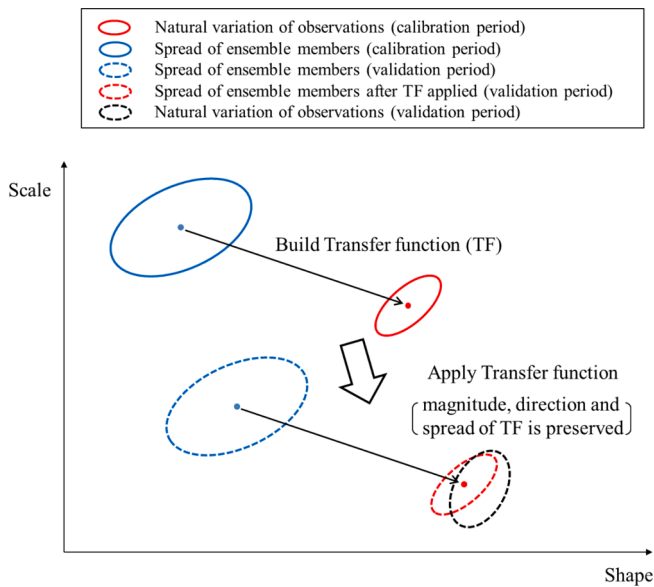 Natural variation of observations (calibration period)
Spread of ensemble members (calibration period)
Spread of ensemble members (validation period)
Spread of ensemble members after TF applied (validation period)
Natural variation of observations (validation period)
Scale
Build Transfer function (TF)
Apply Transfer function
magnitude, direction and
spread of TF is preserved
Shape